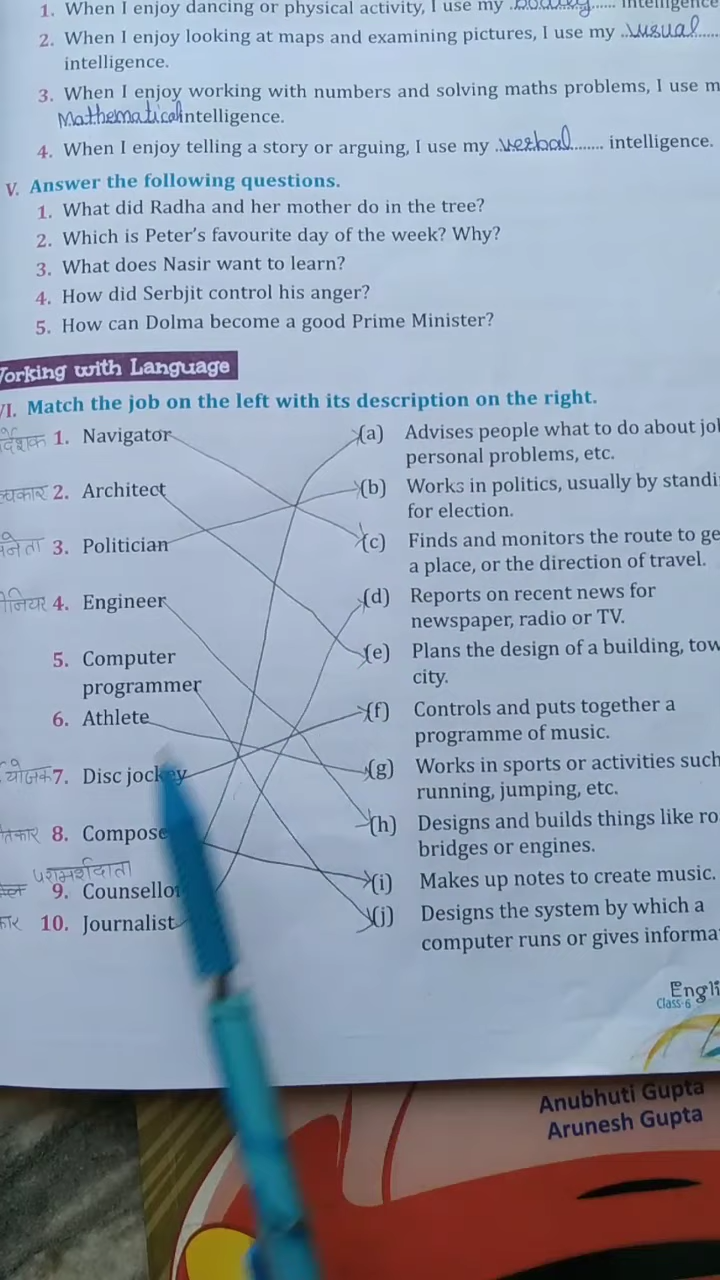 1. When I enjoy dancing or physical activity, I use my bodily intelligence
2. When I enjoy looking at maps and examining pictures, I use my visual
intelligence.
3. When I enjoy working with numbers and solving maths problems, I use m
Mathematical intelligence.
4. When I enjoy telling a story or arguing, I use my verbal intelligence.
V. Answer the following questions.
1. What did Radha and her mother do in the tree?
2. Which is Peter's favourite day of the week? Why?
3. What does Nasir want to learn?
4. How did Serbjit control his anger?
5. How can Dolma become a good Prime Minister?
orking with Language
VI. Match the job on the left with its description on the right.
1. Navigator (a) Advises people what to do about jo
personal problems, etc.
2. Architect (b) Works in politics, usually by standi
for election.
3. Politician (c) Finds and monitors the route to ge
a place, or the direction of travel.
4. Engineer (d) Reports on recent news for
newspaper, radio or TV.
5. Computer (e) Plans the design of a building, tow
programmer city.
6. Athlete (f) Controls and puts together a
programme of music.
7. Disc jockey (g) Works in sports or activities such
running, jumping, etc.
8. Compose (h) Designs and builds things like ro
bridges or engines.
परामर्शदाता
9. Counsello (i) Makes up notes to create music.
10. Journalist (j) Designs the system by which a
computer runs or gives informa
Engli
Class-6
Anubhuti Gupta
Arunesh Gupta